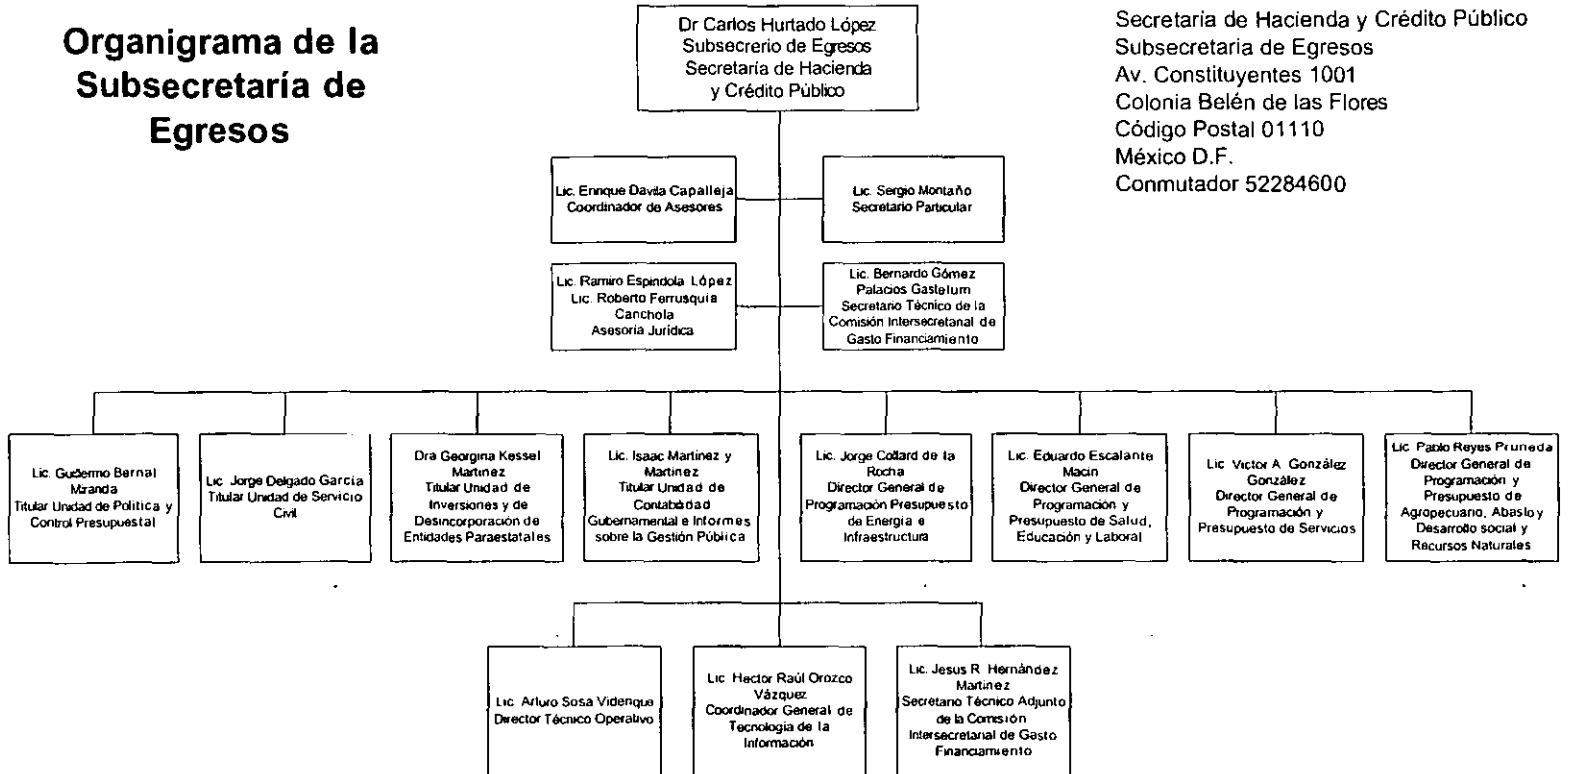 Organigrama de la
Subsecretaría de
Egresos
Dr Carlos Hurtado López
Subsecrerio de Egresos
Secretaría de Hacienda
y Crédito Público
Secretaria de Hacienda y Crédito Público
Subsecretaria de Egresos
Av. Constituyentes 1001
Colonia Belén de las Flores
Código Postal 01110
México D.F.
Conmutador 52284600
Lic. Enrique Davila Capalleja
Coordinador de Asesores
Lic. Sergio Montaño
Secretario Particular
Lic. Ramiro Espindola López
Lic. Roberto Ferrusquia
Canchola
Asesoría Jurídica
Lic. Bernardo Gómez
Palacios Gastelum
Secretario Técnico de la
Comisión Intersecretarial de
Gasto Financiamiento
Lic. Guillermo Bernal
Miranda
Titular Unidad de Politica y
Control Presupuestal
Lic Jorge Delgado García
Titular Unidad de Servicio
Civil
Dra Georgina Kessel
Martinez
Titular Unidad de
Inversiones y de
Desincorporación de
Entidades Paraestatales
Lic. Isaac Martinez y
Martinez
Titular Unidad de
Contabilidad
Gubernamental e Informes
sobre la Gestión Pública
Lic. Jorge Collard de la
Rocha
Director General de
Programación Presupuesto
de Energía e
Infraestructura
Lic. Eduardo Escalante
Macin
Director General de
Programación y
Presupuesto de Salud,
Educación y Laboral
Lic Victor A González
González
Director General de
Programación y
Presupuesto de Servicios
Lic Pablo Reyes Pruneda
Director General de
Programación y
Presupuesto de
Agropecuario, Abasto y
Desarrollo social y
Recursos Naturales
Lic Arturo Sosa Viderique
Director Técnico Operativo
Lic Hector Raúl Orozco
Vázquez
Coordinador General de
Tecnologia de la
Información
Lic. Jesus R Hernández
Martinez
Secretario Técnico Adjunto
de la Comisión
Intersecretarial de Gasto
Financiamiento